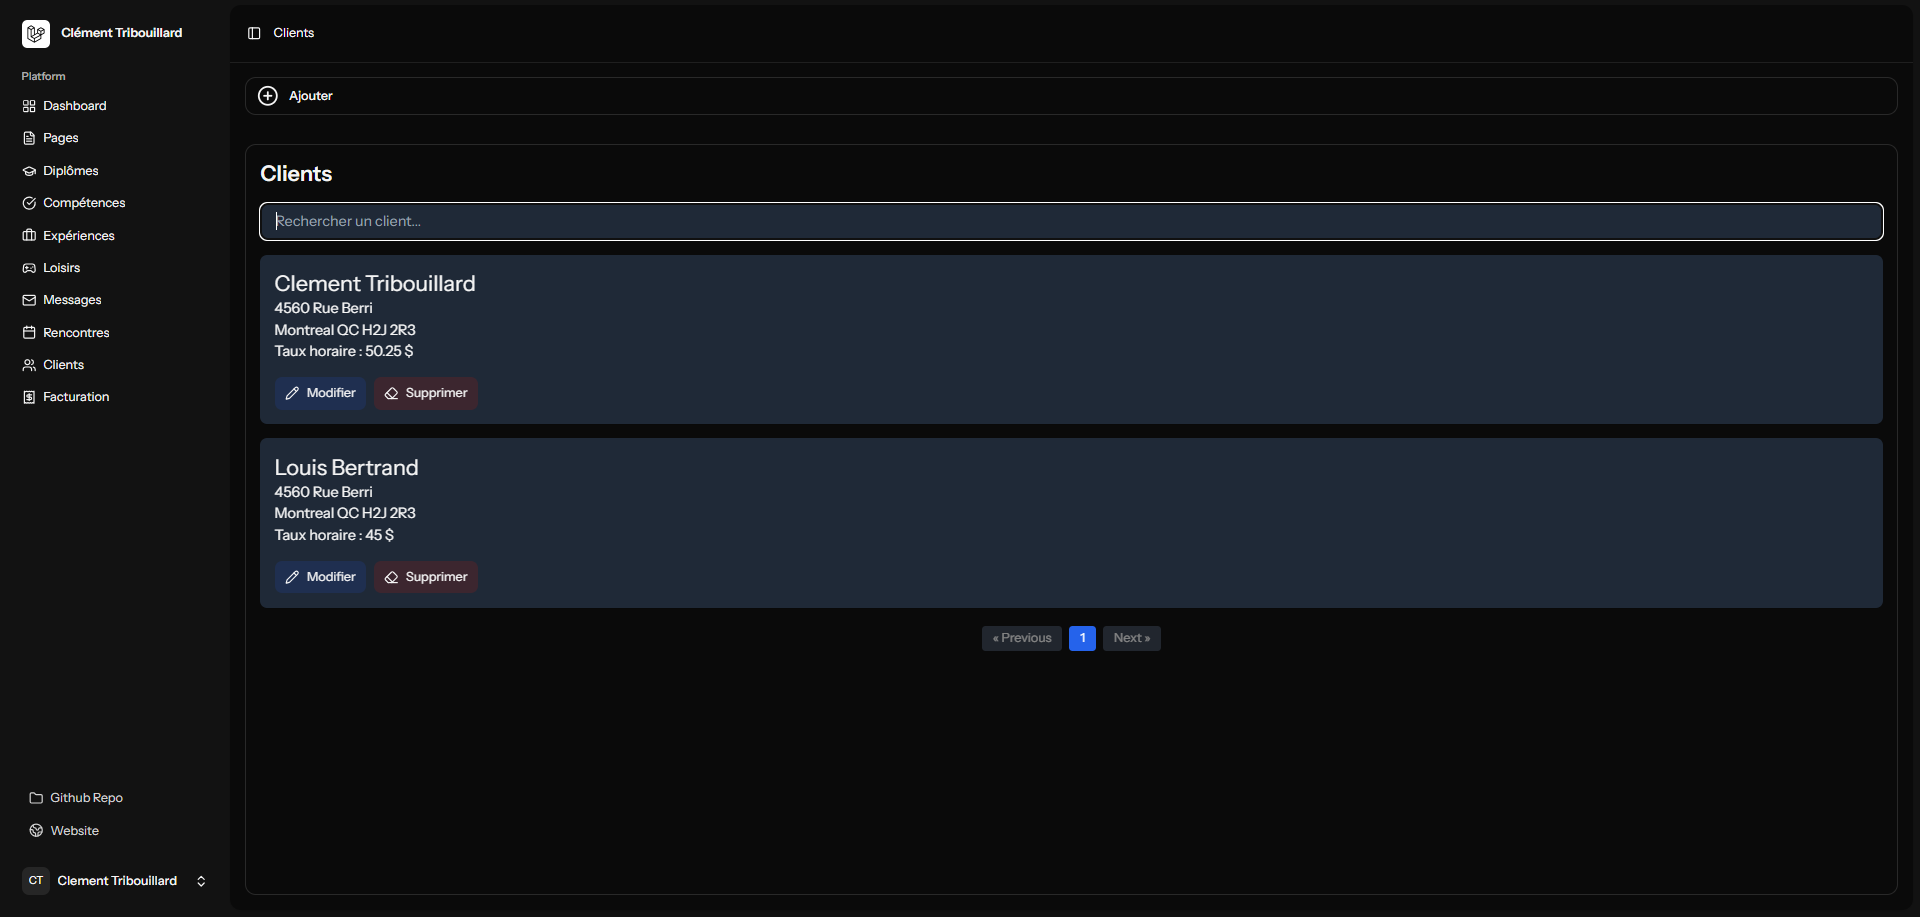 Clément Tribouillard
Platform
Dashboard
Pages
Diplômes
Compétences
Expériences
Loisirs
Messages
Rencontres
Clients
Facturation
Github Repo
Website
CT Clement Tribouillard
Clients
Ajouter
Clients
Rechercher un client...
Clement Tribouillard
4560 Rue Berri
Montreal QC H2J 2R3
Taux horaire : 50.25 $
Modifier Supprimer
Louis Bertrand
4560 Rue Berri
Montreal QC H2J 2R3
Taux horaire : 45 $
Modifier Supprimer
« Previous 1 Next »